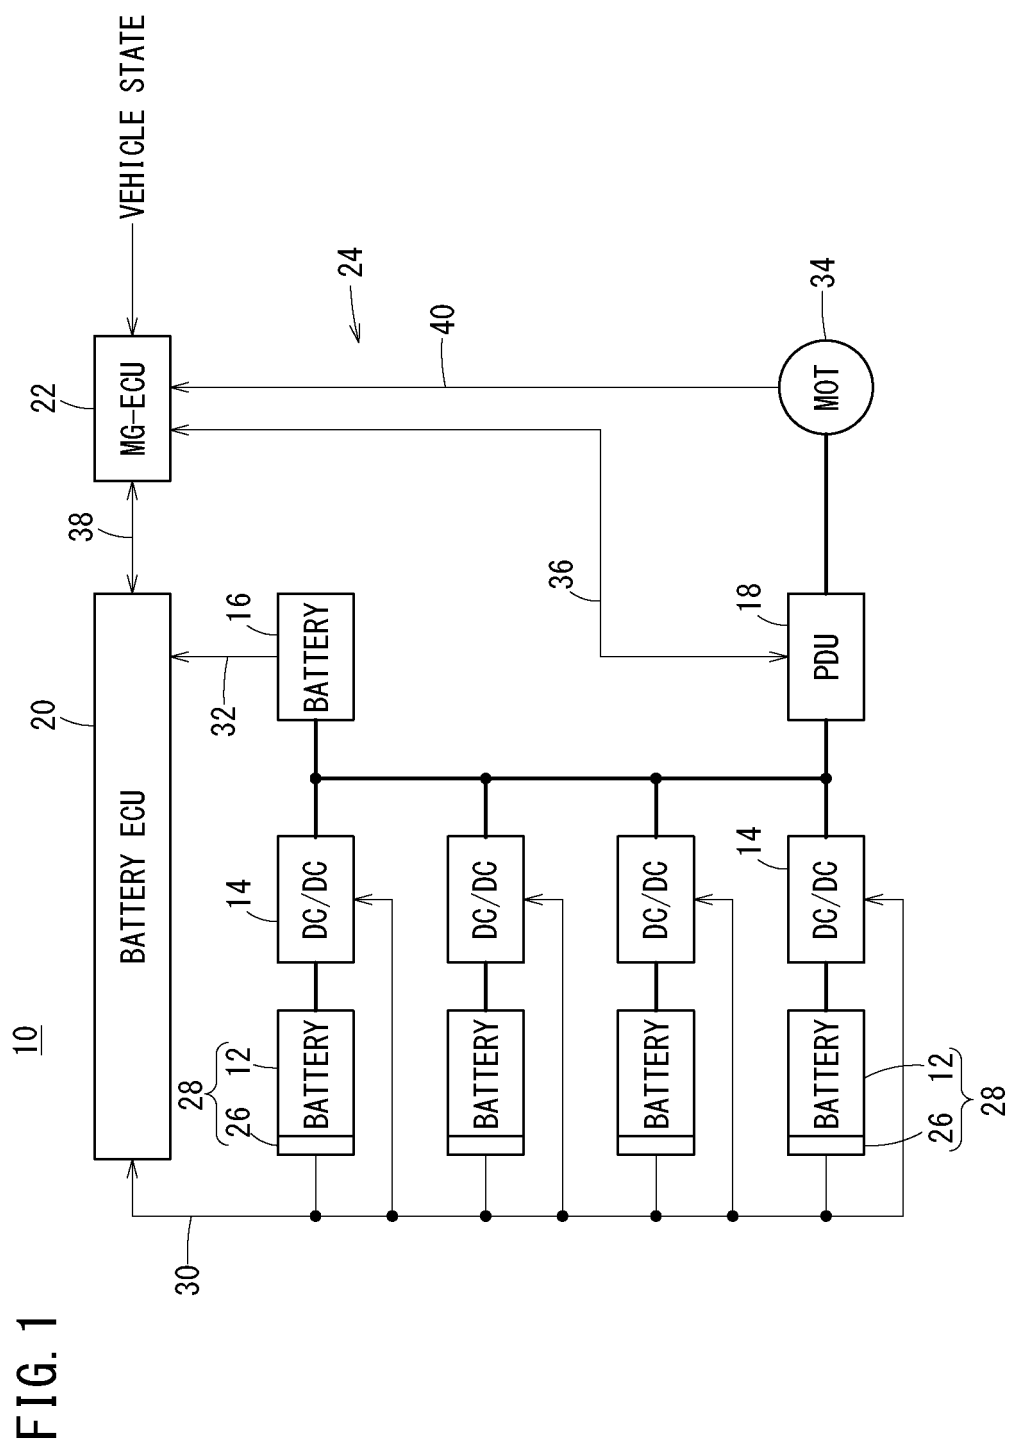 FIG. 1
10
20
BATTERY ECU
38
22
MG-ECU
VEHICLE STATE
30
28
26
12
BATTERY
14
DC/DC
32
16
BATTERY
24
40
BATTERY
DC/DC
36
BATTERY
DC/DC
BATTERY
14
DC/DC
18
PDU
34
MOT
26
12
28